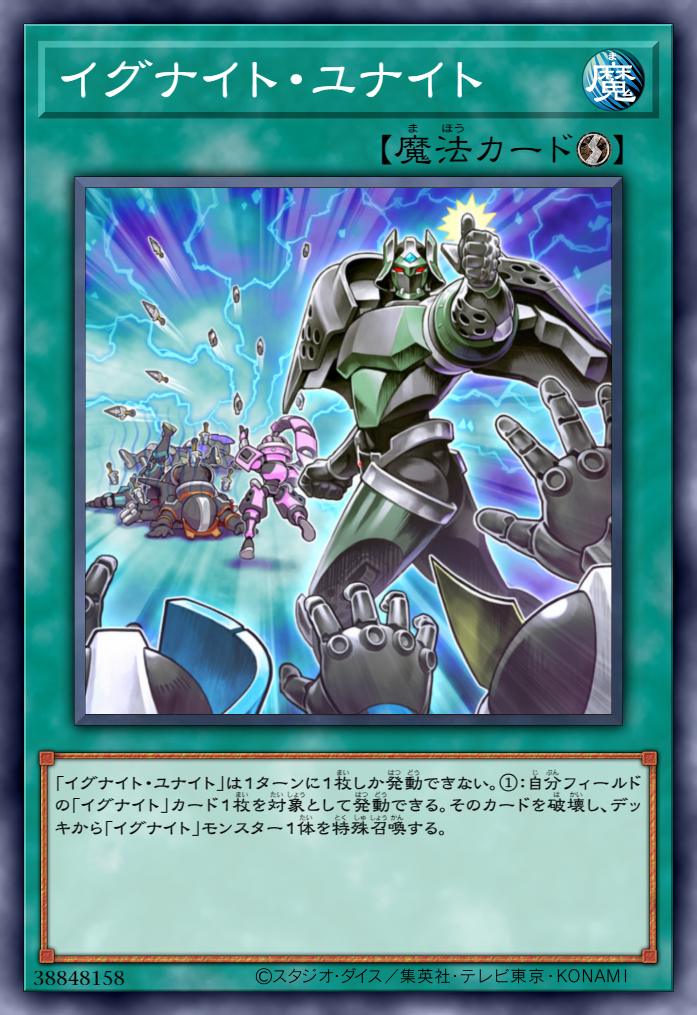 イグナイト・ユナイト
魔
【魔法カード】
「イグナイト・ユナイト」は1ターンに1枚しか発動できない。①:自分フィールド
の「イグナイト」カード1枚を対象として発動できる。そのカードを破壊し、デッ
キから「イグナイト」モンスター1体を特殊召喚する。
38848158 ©スタジオ・ダイス/集英社・テレビ東京・KONAMI